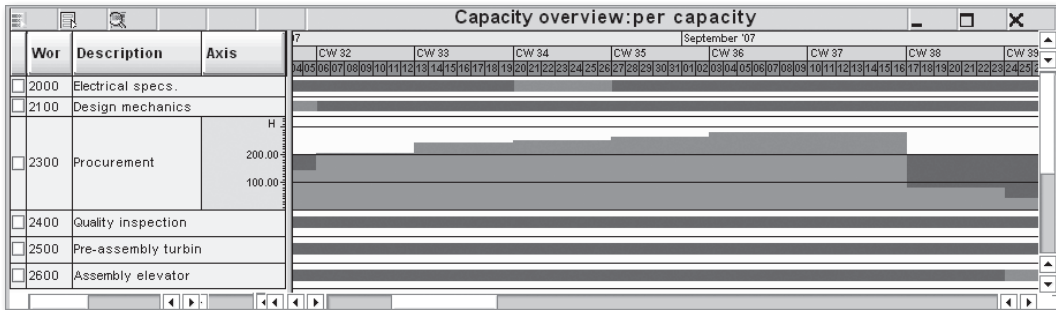 Capacity overview:per capacity
Wor Description Axis
7 September '07
CW 32 CW 33 CW 34 CW 35 CW 36 CW 37 CW 38 CW 39
04 05 06 07 08 09 10 11 12 13 14 15 16 17 18 19 20 21 22 23 24 25 26 27 28 29 30 31 01 02 03 04 05 06 07 08 09 10 11 12 13 14 15 16 17 18 19 20 21 22 23 24 25 2
2000 Electrical specs.
2100 Design mechanics
H
200.00
2300 Procurement
100.00
2400 Quality inspection
2500 Pre-assembly turbin
2600 Assembly elevator